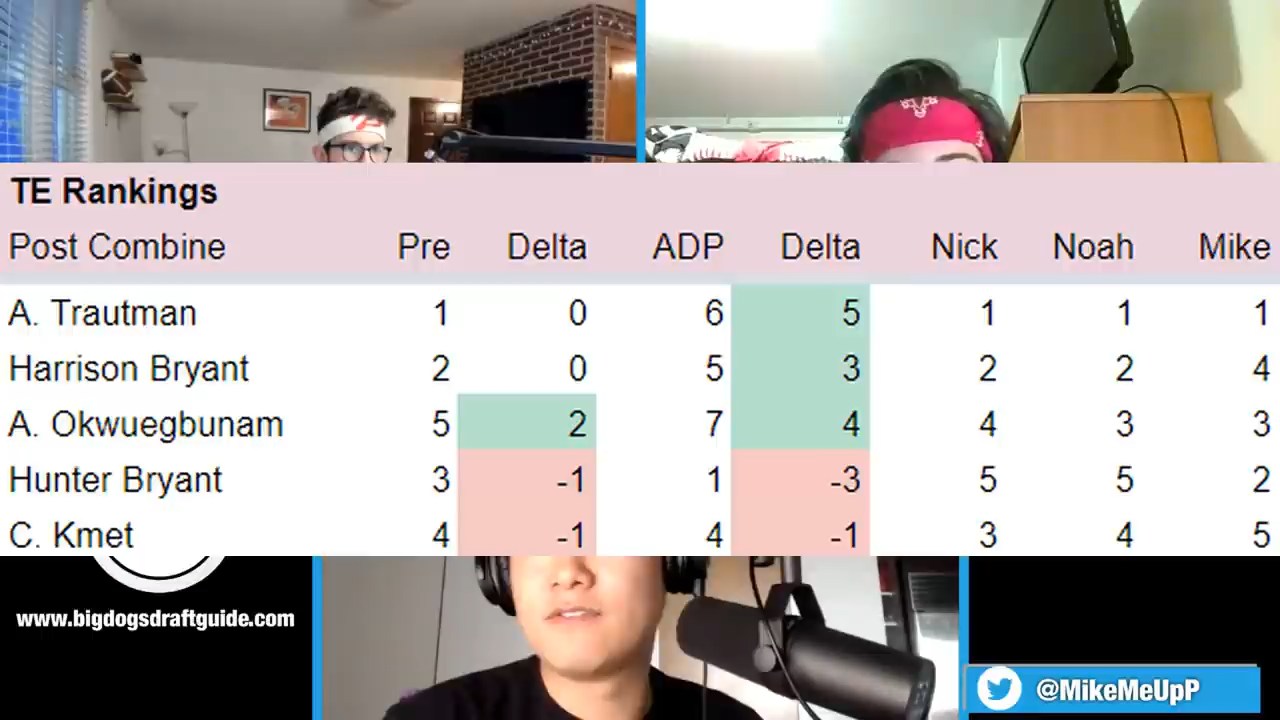 TE Rankings
Post Combine Pre Delta ADP Delta Nick Noah Mike
A. Trautman 1 0 6 5 1 1 1
Harrison Bryant 2 0 5 3 2 2 4
A. Okwuegbunam 5 2 7 4 4 3 3
Hunter Bryant 3 -1 1 -3 5 5 2
C. Kmet 4 -1 4 -1 3 4 5
www.bigdogsdraftguide.com
@MikeMeUpP